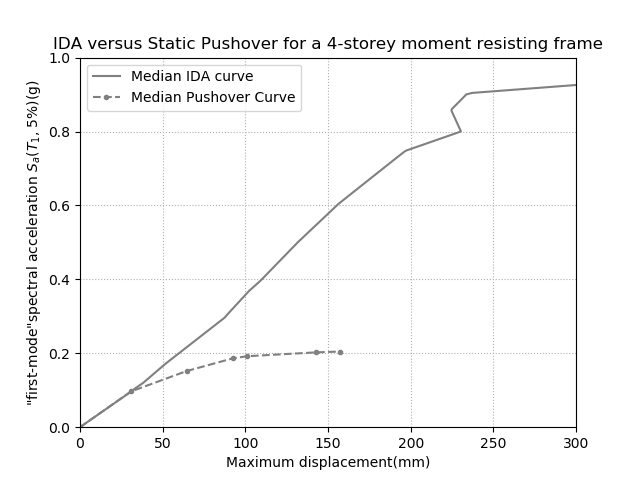 IDA versus Static Pushover for a 4-storey moment resisting frame
Median IDA curve
Median Pushover Curve
"first-mode"spectral acceleration Sₐ(T₁, 5%)(g)
1.0
0.8
0.6
0.4
0.2
0.0
0 50 100 150 200 250 300
Maximum displacement(mm)